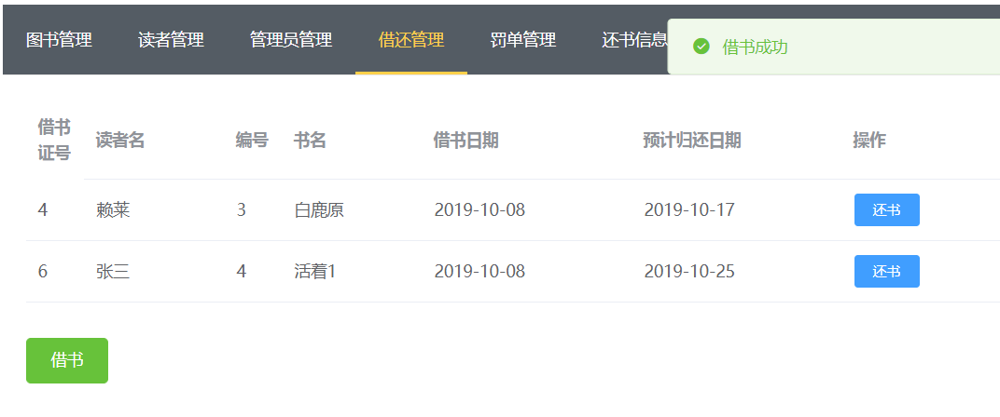 图书管理 读者管理 管理员管理 借还管理 罚单管理 还书信息 借书成功
借书证号 读者名 编号 书名 借书日期 预计归还日期 操作
4 赖莱 3 白鹿原 2019-10-08 2019-10-17 还书
6 张三 4 活着1 2019-10-08 2019-10-25 还书
借书